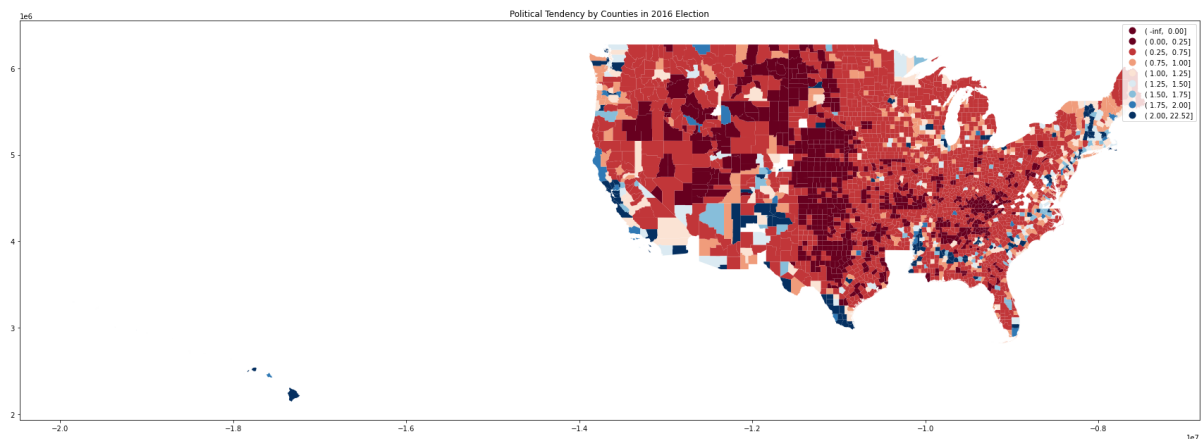 Political Tendency by Counties in 2016 Election
1e6
6
5
4
3
2
( -inf, 0.00]
( 0.00, 0.25]
( 0.25, 0.75]
( 0.75, 1.00]
( 1.00, 1.25]
( 1.25, 1.50]
( 1.50, 1.75]
( 1.75, 2.00]
( 2.00, 22.52]
−2.0 −1.8 −1.6 −1.4 −1.2 −1.0 −0.8
1e7